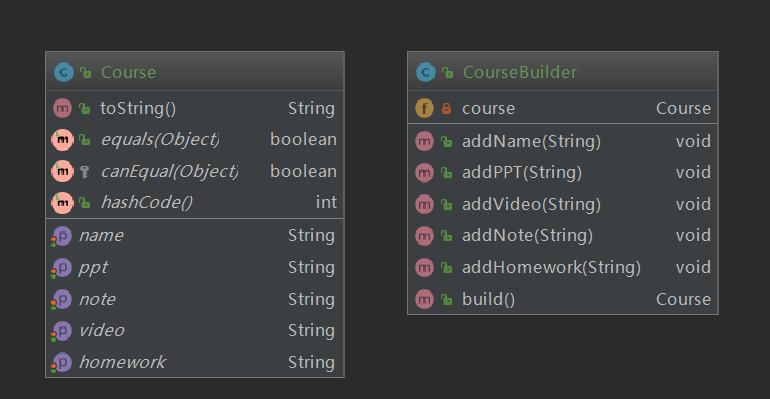 Course
toString() String
equals(Object) boolean
canEqual(Object) boolean
hashCode() int
name String
ppt String
note String
video String
homework String
CourseBuilder
course Course
addName(String) void
addPPT(String) void
addVideo(String) void
addNote(String) void
addHomework(String) void
build() Course